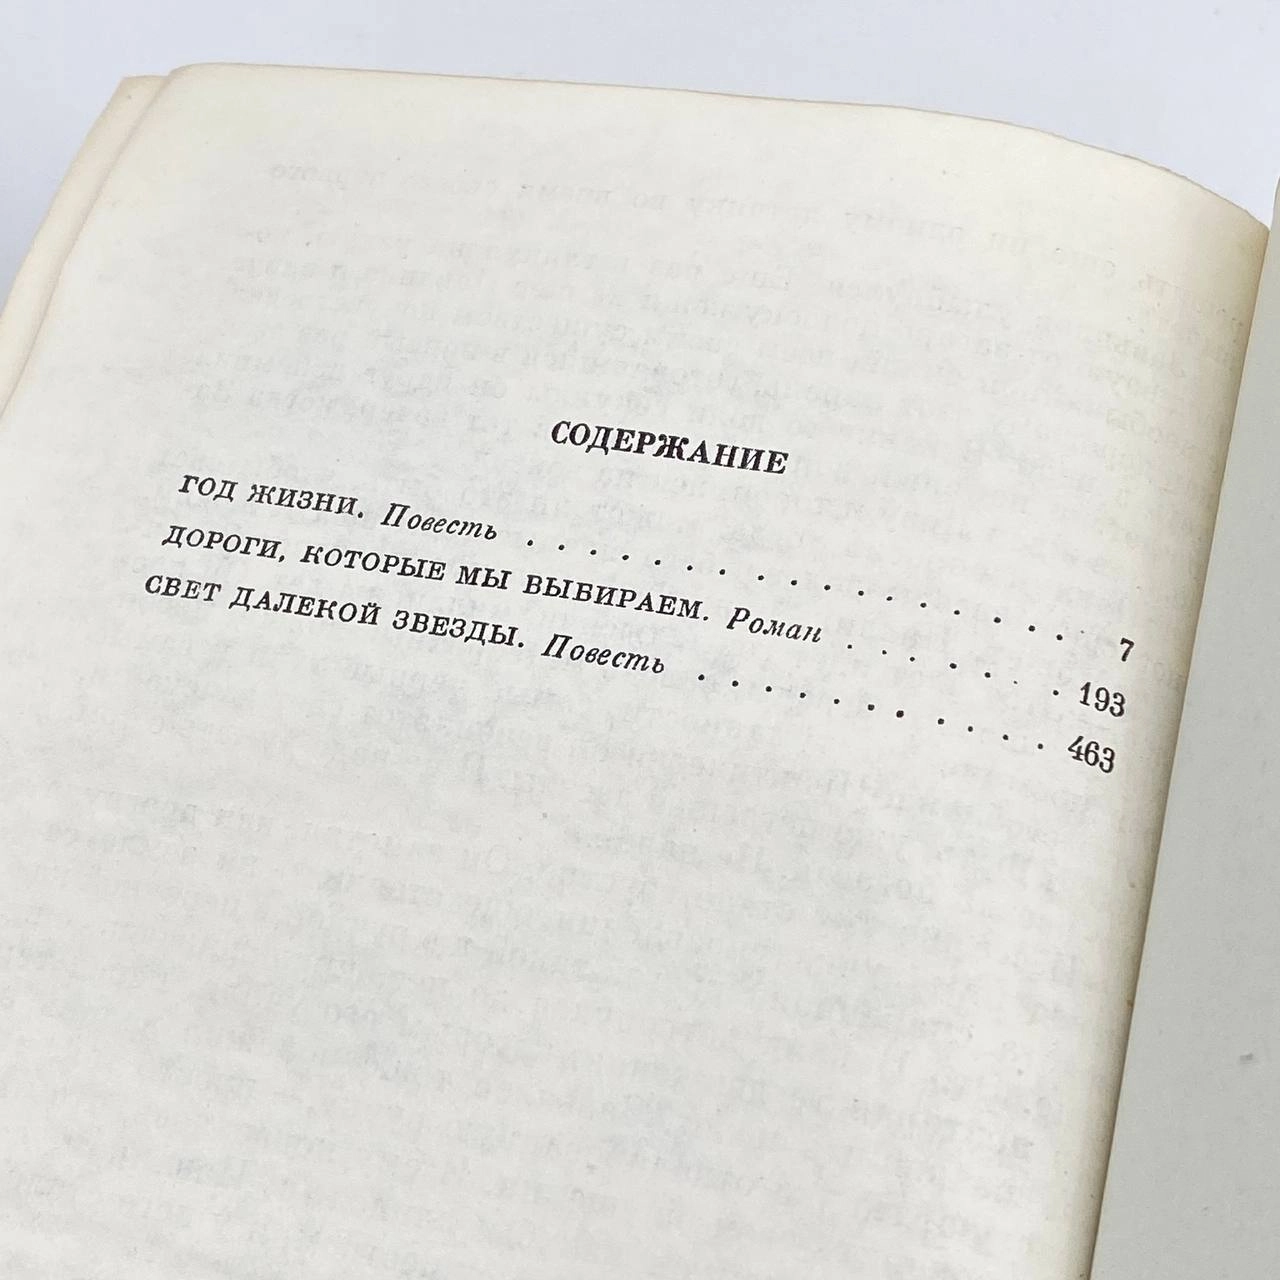 СОДЕРЖАНИЕ
ГОД ЖИЗНИ. Повесть . . . . . . . . . . . . . . . 7
ДОРОГИ, КОТОРЫЕ МЫ ВЫБИРАЕМ. Роман . . . . . . . 193
СВЕТ ДАЛЕКОЙ ЗВЕЗДЫ. Повесть . . . . . . . . . . . 463